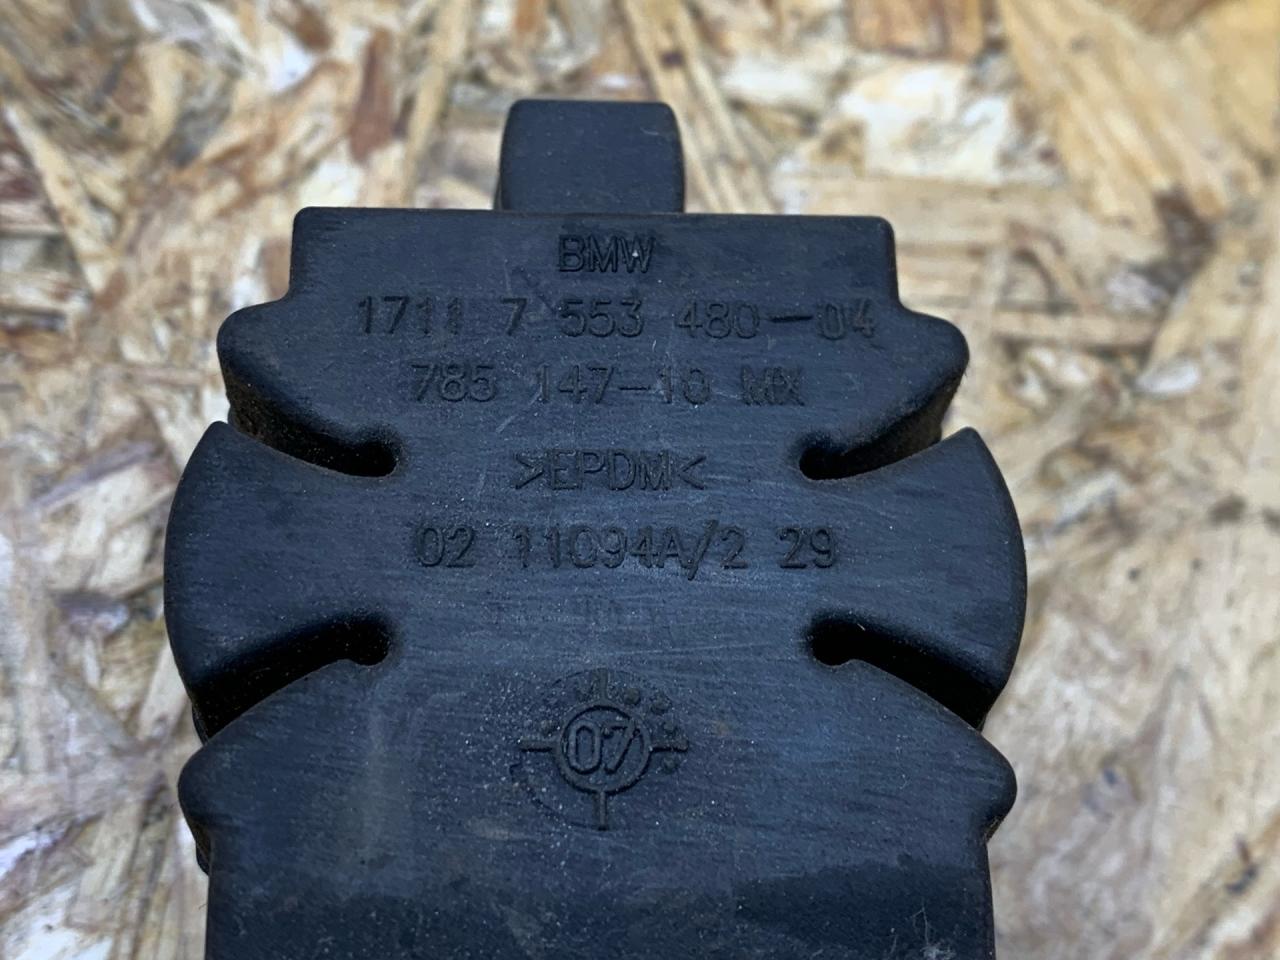 BMW
1711 7 553 480-04
785 147-10 MX
>EPDM<
02 11094A/2 29
07